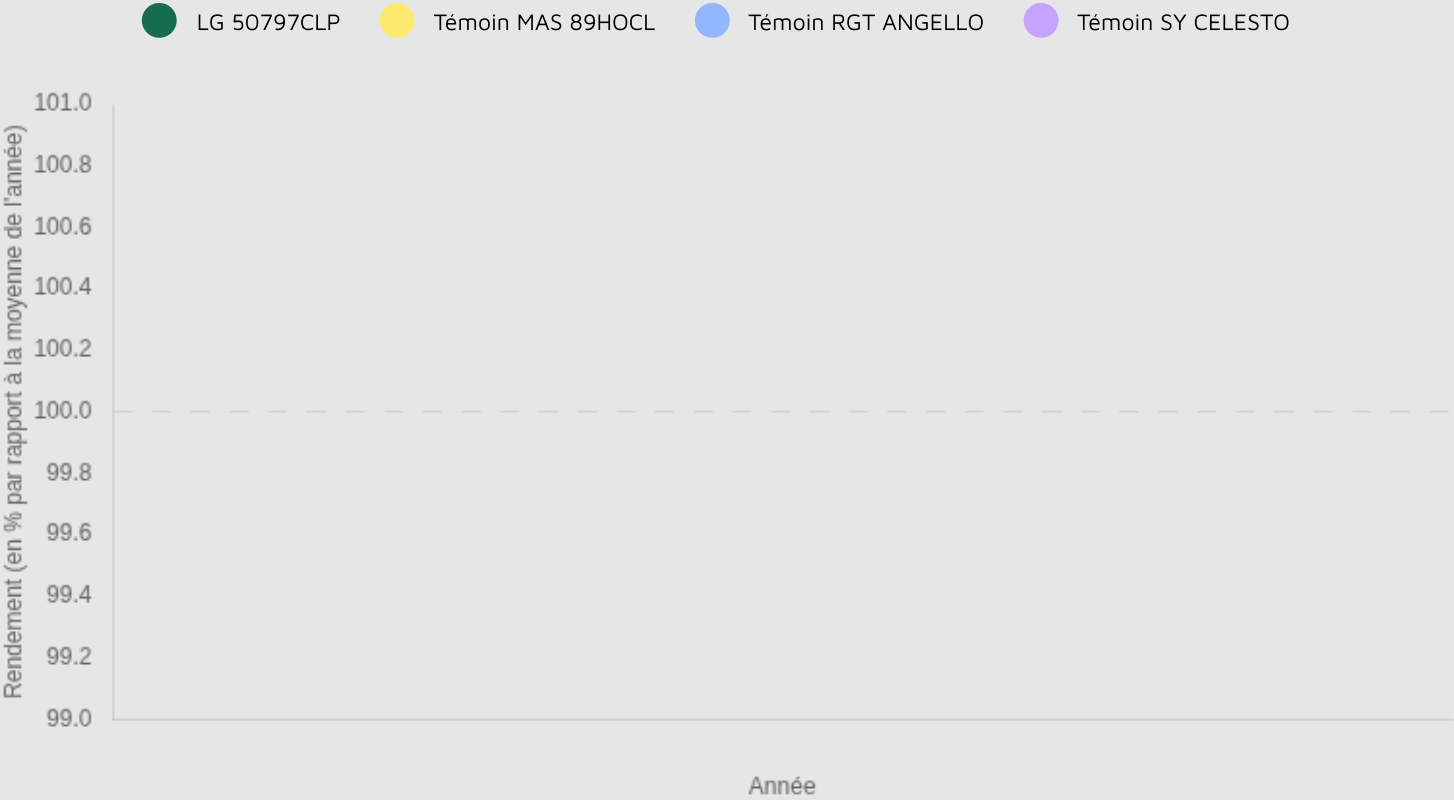 LG 50797CLP
Témoin MAS 89HOCL
Témoin RGT ANGELLO
Témoin SY CELESTO
Rendement (en % par rapport à la moyenne de l'année)
101.0
100.8
100.6
100.4
100.2
100.0
99.8
99.6
99.4
99.2
99.0
Année